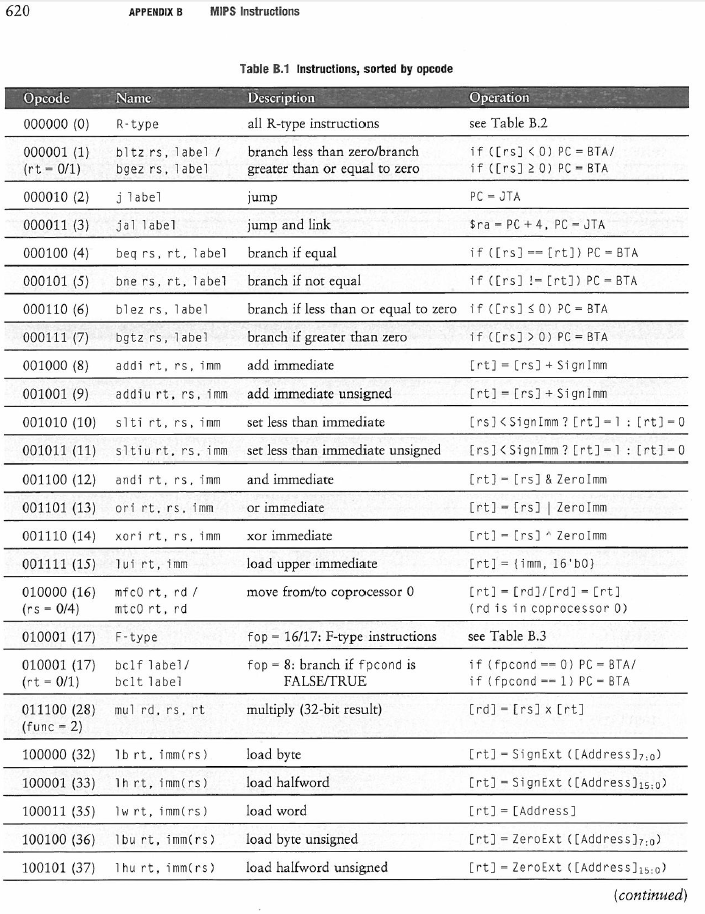 620 APPENDIX B MIPS Instructions
Table B.1 Instructions, sorted by opcode
Opcode Name Description Operation
000000 (0) R-type all R-type instructions see Table B.2
000001 (1) bltz rs, label / branch less than zero/branch if ([rs] < 0) PC = BTA/
(rt = 0/1) bgez rs, label greater than or equal to zero if ([rs] ≥ 0) PC = BTA
000010 (2) j label jump PC = JTA
000011 (3) jal label jump and link $ra = PC + 4, PC = JTA
000100 (4) beq rs, rt, label branch if equal if ([rs] == [rt]) PC = BTA
000101 (5) bne rs, rt, label branch if not equal if ([rs] != [rt]) PC = BTA
000110 (6) blez rs, label branch if less than or equal to zero if ([rs] ≤ 0) PC = BTA
000111 (7) bgtz rs, label branch if greater than zero if ([rs] > 0) PC = BTA
001000 (8) addi rt, rs, imm add immediate [rt] = [rs] + SignImm
001001 (9) addiu rt, rs, imm add immediate unsigned [rt] = [rs] + SignImm
001010 (10) slti rt, rs, imm set less than immediate [rs] < SignImm ? [rt] = 1 : [rt] = 0
001011 (11) sltiu rt, rs, imm set less than immediate unsigned [rs] < SignImm ? [rt] = 1 : [rt] = 0
001100 (12) andi rt, rs, imm and immediate [rt] = [rs] & ZeroImm
001101 (13) ori rt, rs, imm or immediate [rt] = [rs] | ZeroImm
001110 (14) xori rt, rs, imm xor immediate [rt] = [rs] ^ ZeroImm
001111 (15) lui rt, imm load upper immediate [rt] = {imm, 16'b0}
010000 (16) mfc0 rt, rd / move from/to coprocessor 0 [rt] = [rd]/[rd] = [rt]
(rs = 0/4) mtc0 rt, rd (rd is in coprocessor 0)
010001 (17) F-type fop = 16/17: F-type instructions see Table B.3
010001 (17) bclf label/ fop = 8: branch if fpcond is if (fpcond == 0) PC = BTA/
(rt = 0/1) bclt label FALSE/TRUE if (fpcond == 1) PC = BTA
011100 (28) mul rd, rs, rt multiply (32-bit result) [rd] = [rs] x [rt]
(func = 2)
100000 (32) lb rt, imm(rs) load byte [rt] = SignExt ([Address]7:0)
100001 (33) lh rt, imm(rs) load halfword [rt] = SignExt ([Address]15:0)
100011 (35) lw rt, imm(rs) load word [rt] = [Address]
100100 (36) lbu rt, imm(rs) load byte unsigned [rt] = ZeroExt ([Address]7:0)
100101 (37) lhu rt, imm(rs) load halfword unsigned [rt] = ZeroExt ([Address]15:0)
(continued)